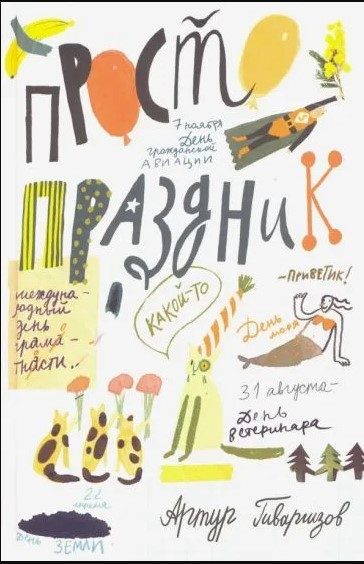 ПРОСТО
7 ноября
День
гражданской
АВИАЦИИ
ПРАЗДНИК
междуна-
родный
день
грамо-
тности.
КАКОЙ-ТО
-ПРИВЕТИК!
День
моря
31 августа-
День
ветеринара
22
апреля
День
ЗЕМЛИ
Артур Гиваргизов